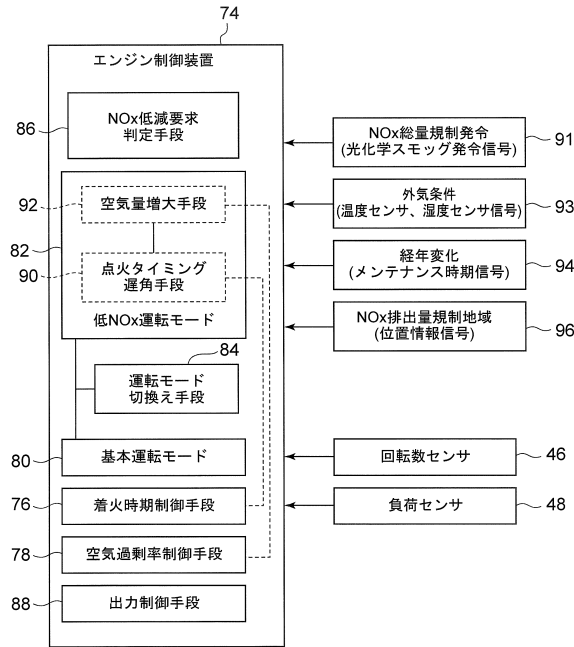 74
エンジン制御装置
86
NOx低減要求
判定手段
92
空気量増大手段
82
90
点火タイミング
遅角手段
低NOx運転モード
84
運転モード
切換え手段
80
基本運転モード
76
着火時期制御手段
78
空気過剰率制御手段
88
出力制御手段
NOx総量規制発令
(光化学スモッグ発令信号)
91
外気条件
(温度センサ、湿度センサ信号)
93
経年変化
(メンテナンス時期信号)
94
NOx排出量規制地域
(位置情報信号)
96
回転数センサ
46
負荷センサ
48